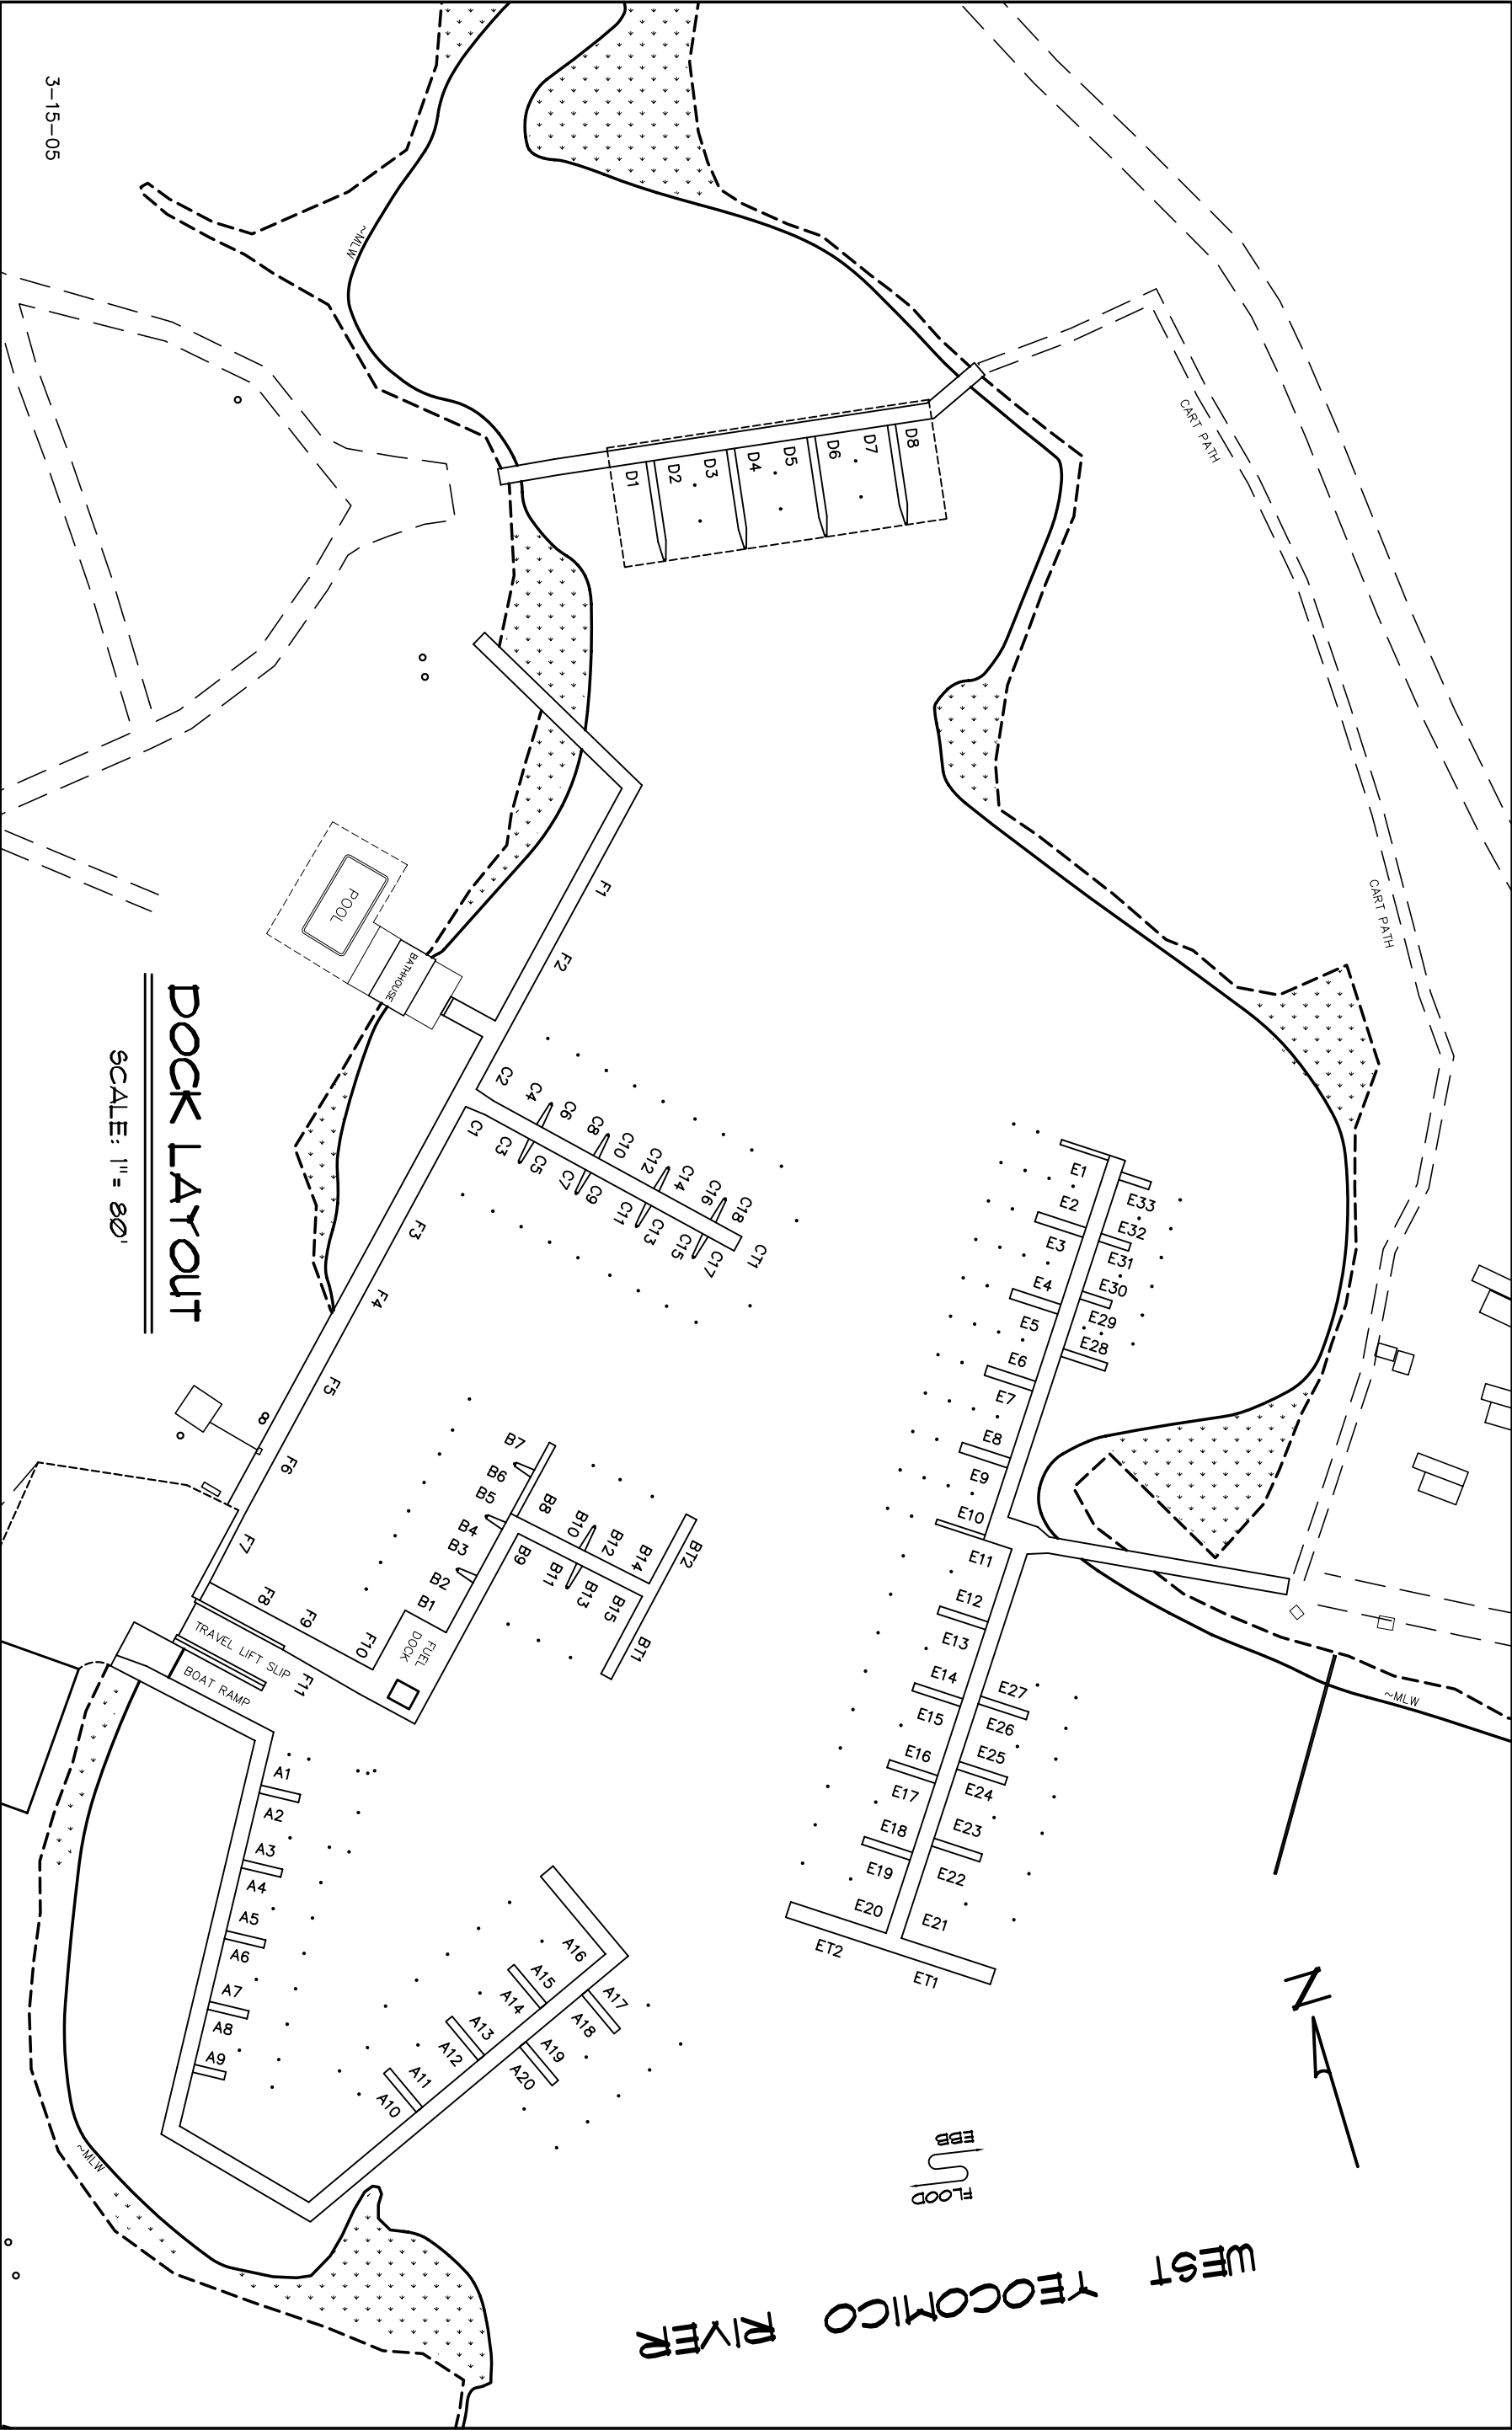 3-15-05
DOCK LAYOUT
SCALE: 1"= 80'
~MLW
CART PATH
D1
D2
D3
D4
D5
D6
D7
D8
CART PATH
POOL
BATHHOUSE
F1
F2
F3
F4
F5
F6
F7
F8
F9
F10
F11
8
C1
C2
C3
C4
C5
C6
C7
C8
C9
C10
C11
C12
C13
C14
C15
C16
C17
C18
CT1
B1
B2
B3
B4
B5
B6
B7
B8
B9
B10
B11
B12
B13
B14
B15
BT1
BT2
FUEL
DOCK
TRAVEL LIFT SLIP
BOAT RAMP
E1
E2
E3
E4
E5
E6
E7
E8
E9
E10
E11
E12
E13
E14
E15
E16
E17
E18
E19
E20
E21
E22
E23
E24
E25
E26
E27
E28
E29
E30
E31
E32
E33
ET1
ET2
~MLW
A1
A2
A3
A4
A5
A6
A7
A8
A9
A10
A11
A12
A13
A14
A15
A16
A17
A18
A19
A20
~MLW
N
EBB
FLOOD
WEST YEOCOMICO RIVER